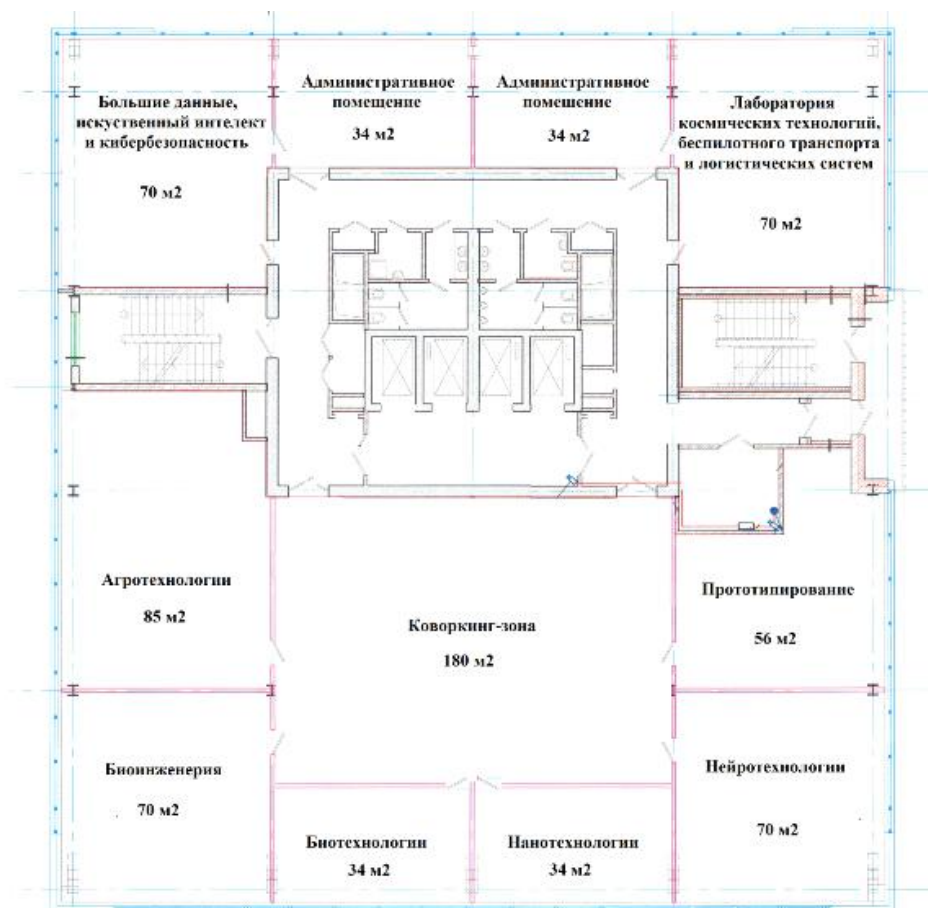 Административное
помещение
34 м2
Административное
помещение
34 м2
Большие данные,
искуственный интелект
и кибербезопасность
70 м2
Лаборатория
космических технологий,
беспилотного транспорта
и логистических систем
70 м2
Агротехнологии
85 м2
Коворкинг-зона
180 м2
Прототипирование
56 м2
Биоинженерия
70 м2
Нейротехнологии
70 м2
Биотехнологии
34 м2
Нанотехнологии
34 м2